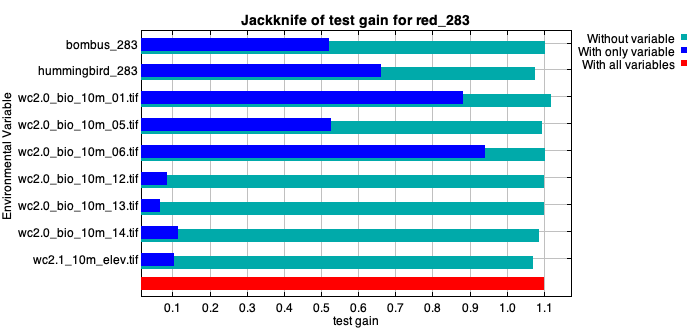 Jackknife of test gain for red_283
Without variable
With only variable
With all variables
Environmental Variable
bombus_283
hummingbird_283
wc2.0_bio_10m_01.tif
wc2.0_bio_10m_05.tif
wc2.0_bio_10m_06.tif
wc2.0_bio_10m_12.tif
wc2.0_bio_10m_13.tif
wc2.0_bio_10m_14.tif
wc2.1_10m_elev.tif
0.1 0.2 0.3 0.4 0.5 0.6 0.7 0.8 0.9 1.0 1.1
test gain